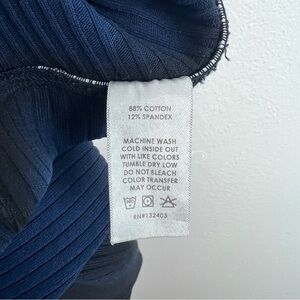 88% COTTON
12% SPANDEX
MACHINE WASH
COLD INSIDE OUT
WITH LIKE COLORS
TUMBLE DRY LOW
DO NOT BLEACH
COLOR TRANSFER
MAY OCCUR
RN#132403